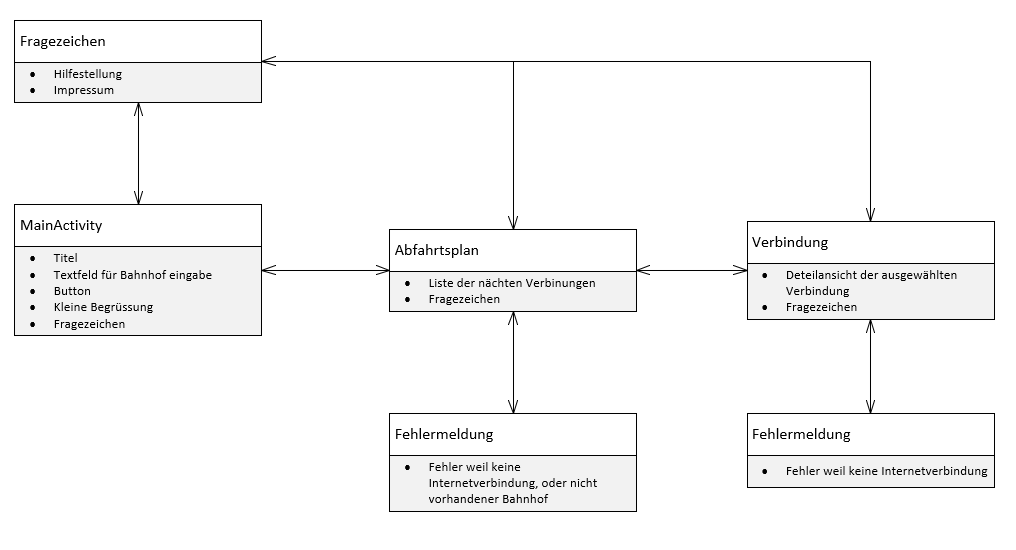 Fragezeichen
• Hilfestellung
• Impressum
MainActivity
• Titel
• Textfeld für Bahnhof eingabe
• Button
• Kleine Begrüssung
• Fragezeichen
Abfahrtsplan
• Liste der nächten Verbinungen
• Fragezeichen
Verbindung
• Deteilansicht der ausgewählten
Verbindung
• Fragezeichen
Fehlermeldung
• Fehler weil keine
Internetverbindung, oder nicht
vorhandener Bahnhof
Fehlermeldung
• Fehler weil keine Internetverbindung